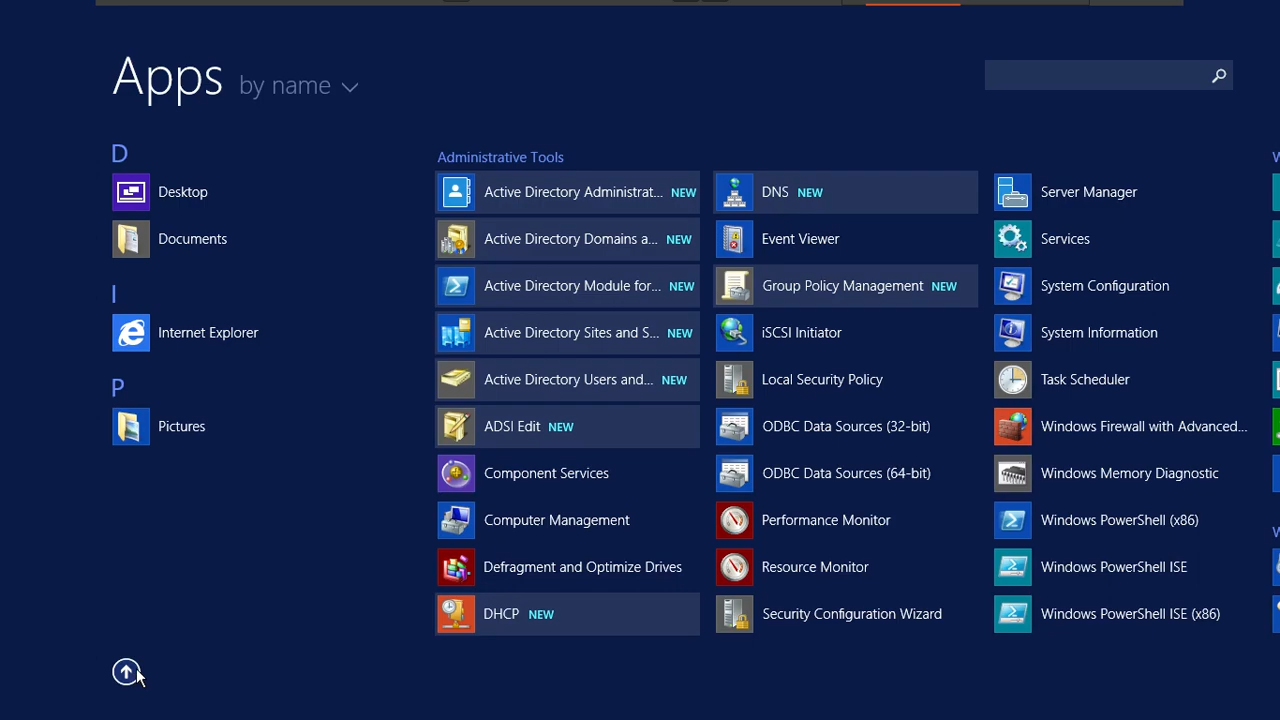 Apps by name
D
Desktop
Documents
I
Internet Explorer
P
Pictures
Administrative Tools
Active Directory Administrat... NEW
Active Directory Domains a... NEW
Active Directory Module for... NEW
Active Directory Sites and S... NEW
Active Directory Users and... NEW
ADSI Edit NEW
Component Services
Computer Management
Defragment and Optimize Drives
DHCP NEW
DNS NEW
Event Viewer
Group Policy Management NEW
iSCSI Initiator
Local Security Policy
ODBC Data Sources (32-bit)
ODBC Data Sources (64-bit)
Performance Monitor
Resource Monitor
Security Configuration Wizard
Server Manager
Services
System Configuration
System Information
Task Scheduler
Windows Firewall with Advanced...
Windows Memory Diagnostic
Windows PowerShell (x86)
Windows PowerShell ISE
Windows PowerShell ISE (x86)